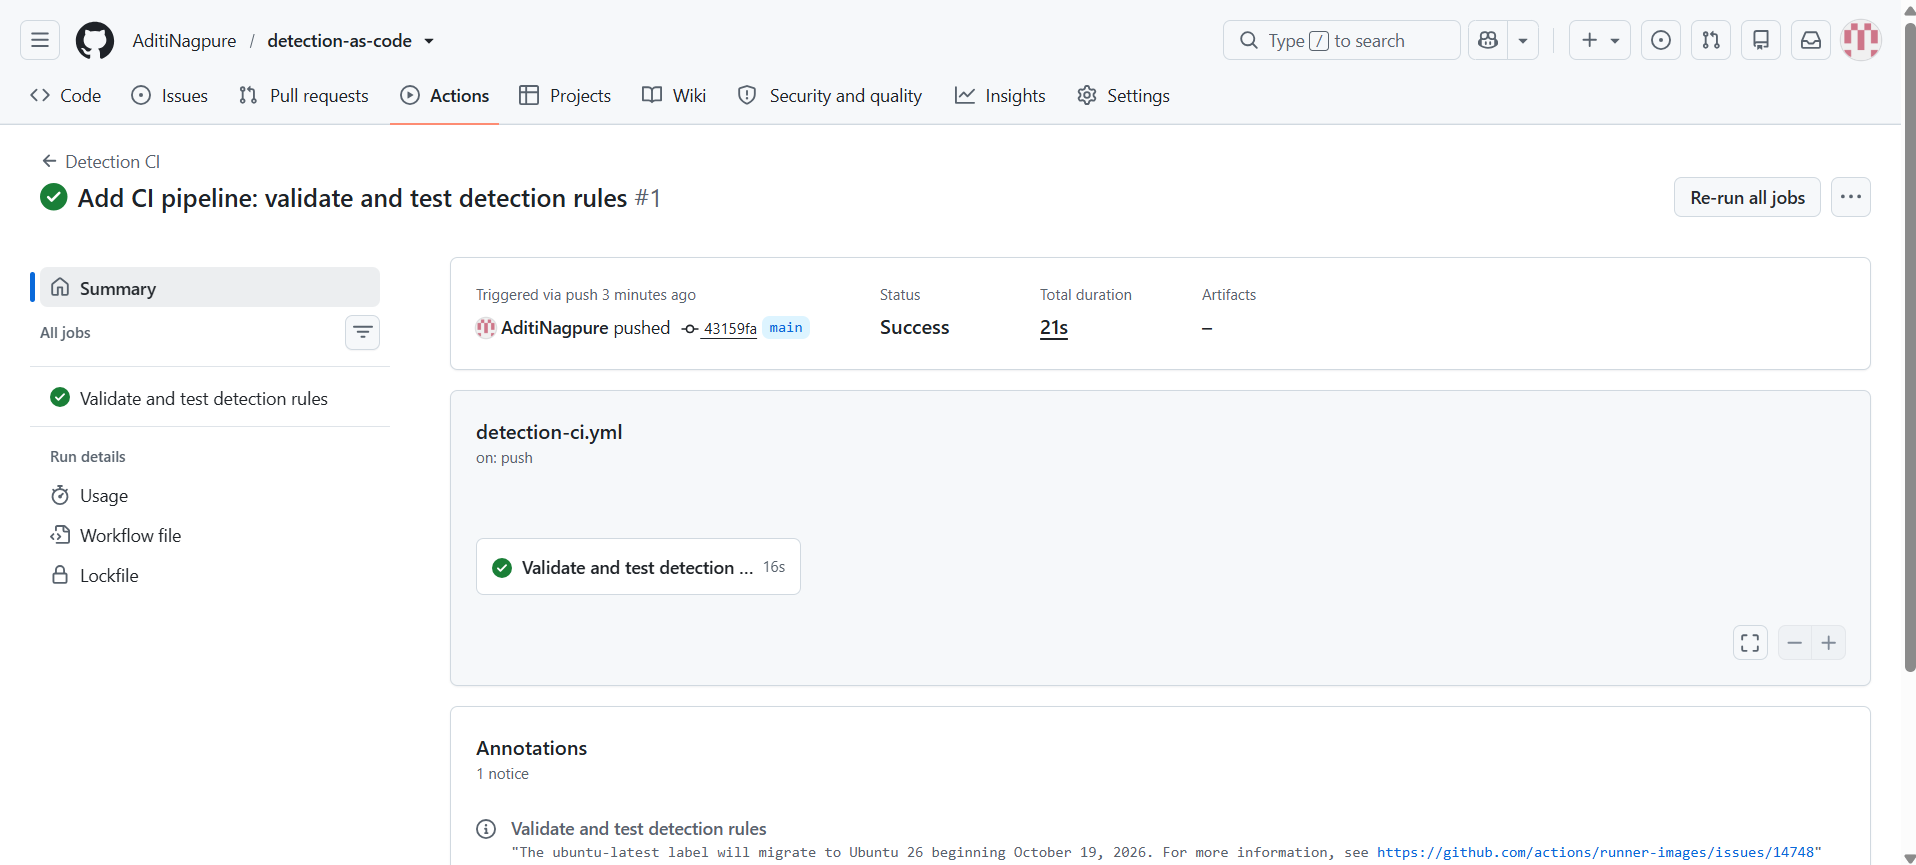 AditiNagpure / detection-as-code
Type / to search
Code
Issues
Pull requests
Actions
Projects
Wiki
Security and quality
Insights
Settings
Detection CI
Add CI pipeline: validate and test detection rules #1
Re-run all jobs
Summary
All jobs
Validate and test detection rules
Run details
Usage
Workflow file
Lockfile
Triggered via push 3 minutes ago
AditiNagpure pushed 43159fa main
Status
Success
Total duration
21s
Artifacts
–
detection-ci.yml
on: push
Validate and test detection ... 16s
Annotations
1 notice
Validate and test detection rules
"The ubuntu-latest label will migrate to Ubuntu 26 beginning October 19, 2026. For more information, see https://github.com/actions/runner-images/issues/14748"